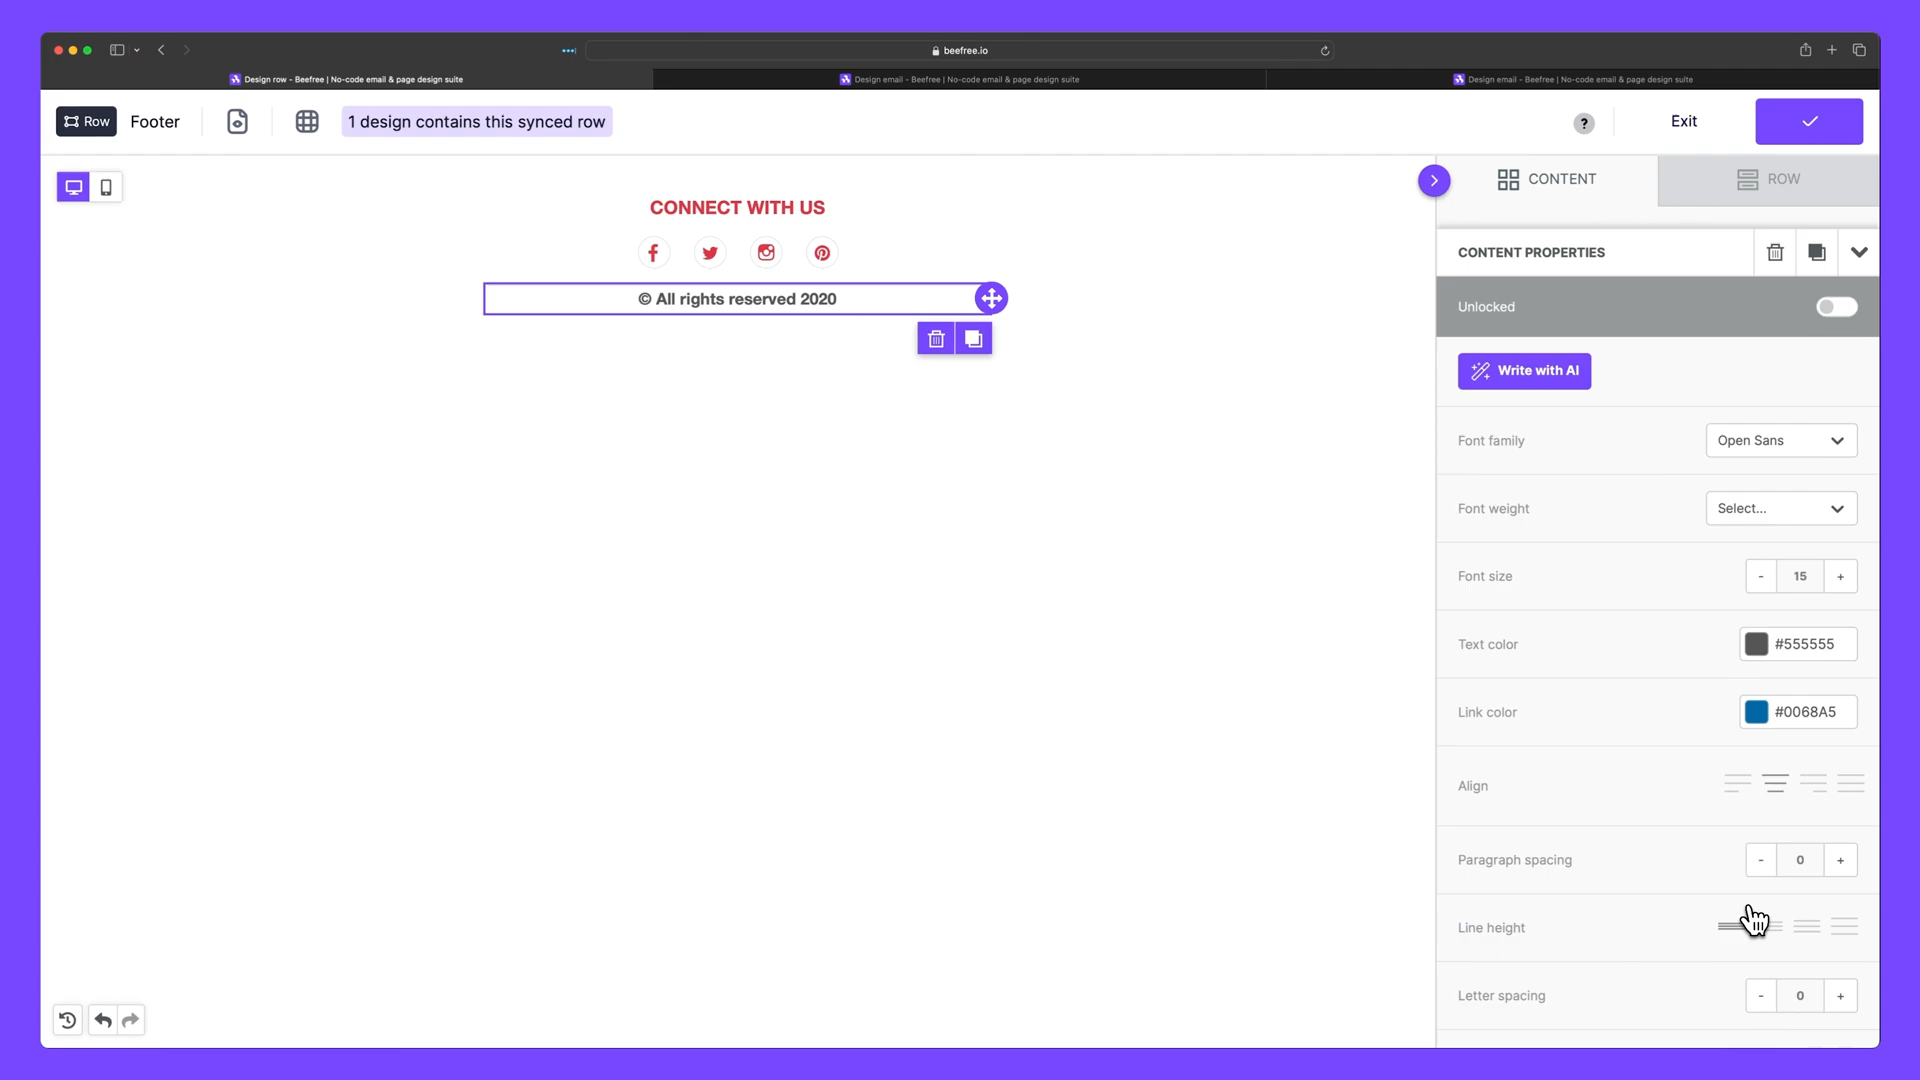 beefree.io
Design row - Beefree | No-code email & page design suite
Design email - Beefree | No-code email & page design suite
Design email - Beefree | No-code email & page design suite
Row
Footer
1 design contains this synced row
?
Exit
CONTENT
ROW
CONNECT WITH US
© All rights reserved 2020
CONTENT PROPERTIES
Unlocked
Write with AI
Font family
Open Sans
Font weight
Select...
Font size
- 15 +
Text color
#555555
Link color
#0068A5
Align
Paragraph spacing
- 0 +
Line height
Letter spacing
- 0 +